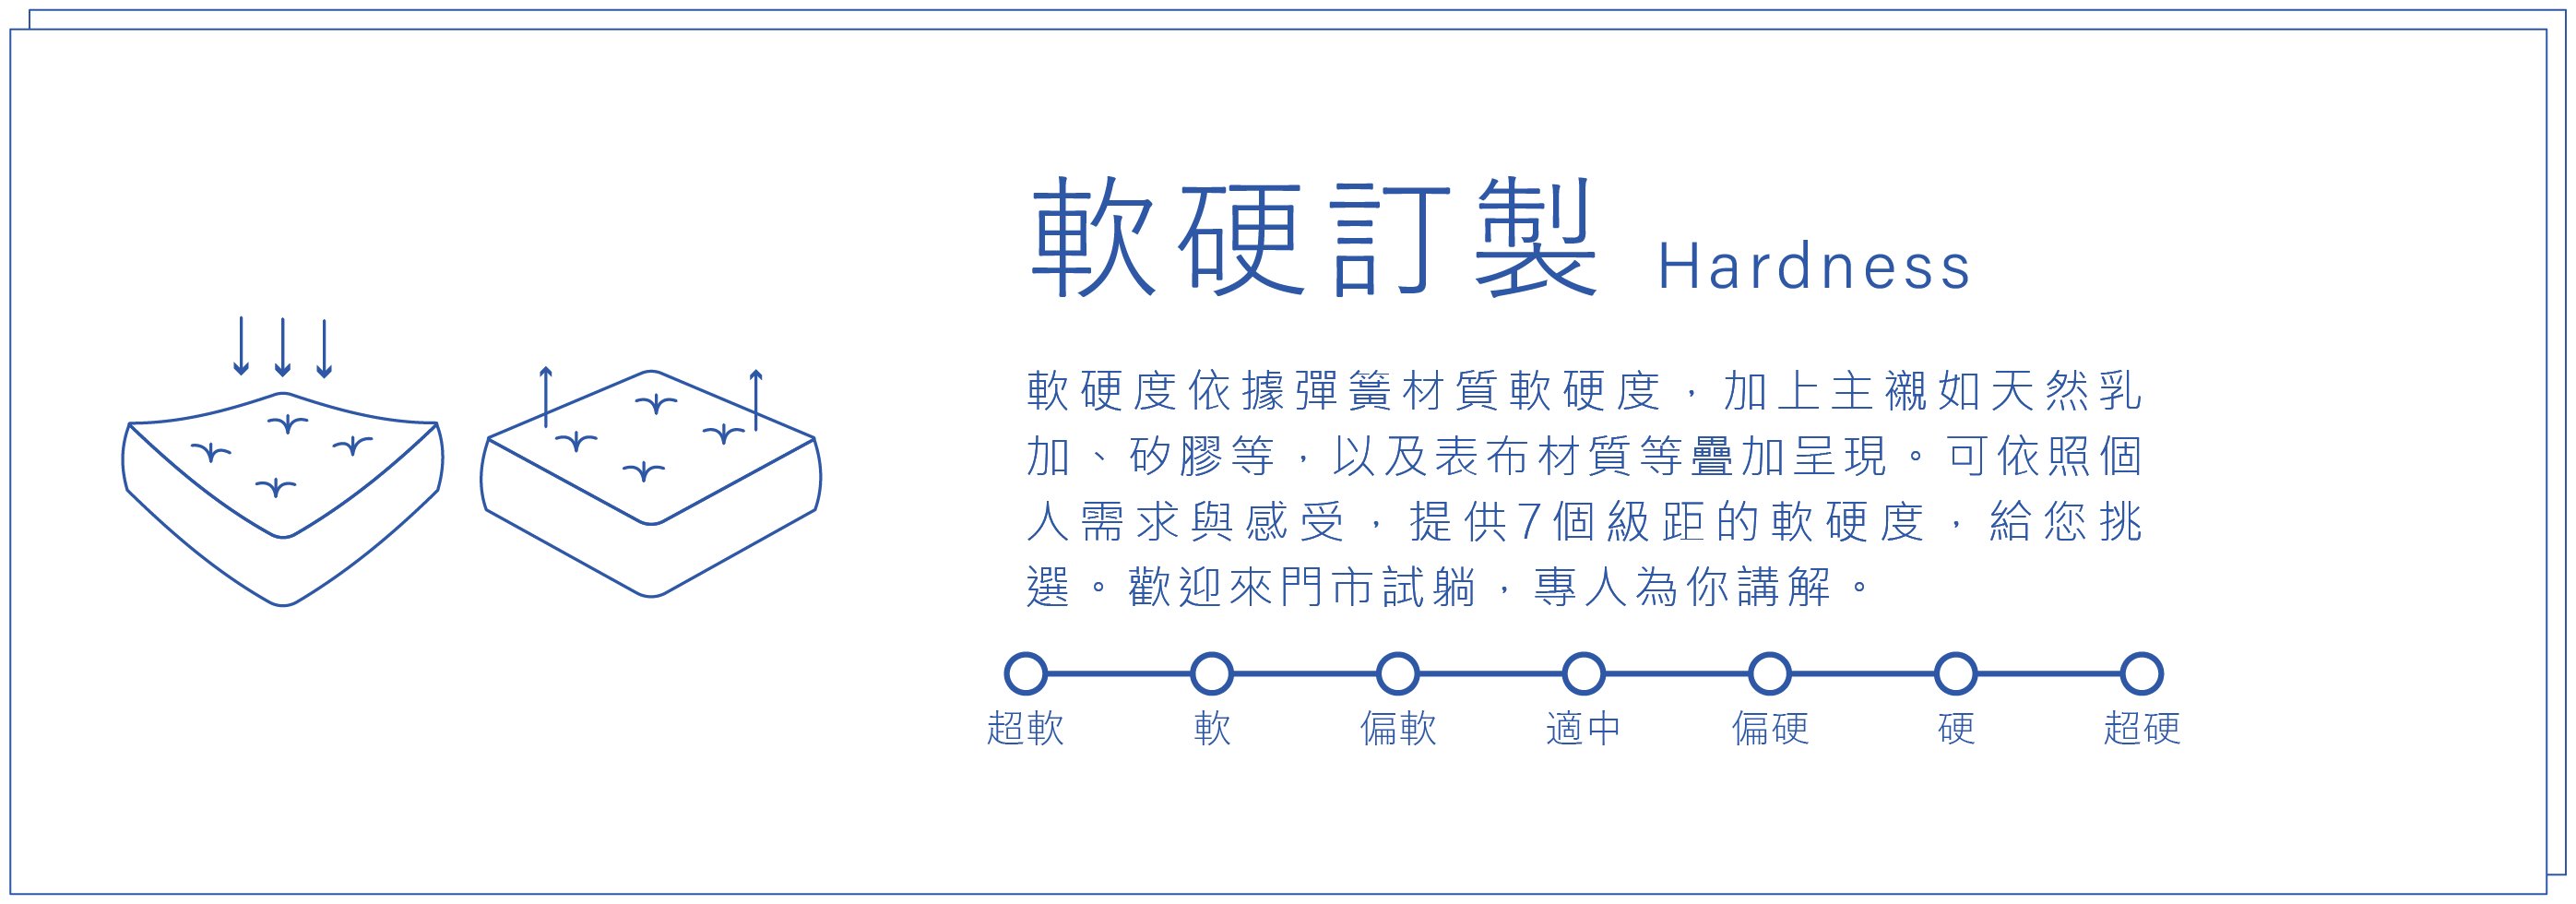 軟硬訂製 Hardness
軟硬度依據彈簧材質軟硬度，加上主襯如天然乳
加、矽膠等，以及表布材質等疊加呈現。可依照個
人需求與感受，提供7個級距的軟硬度，給您挑
選。歡迎來門市試躺，專人為你講解。
超軟 軟 偏軟 適中 偏硬 硬 超硬